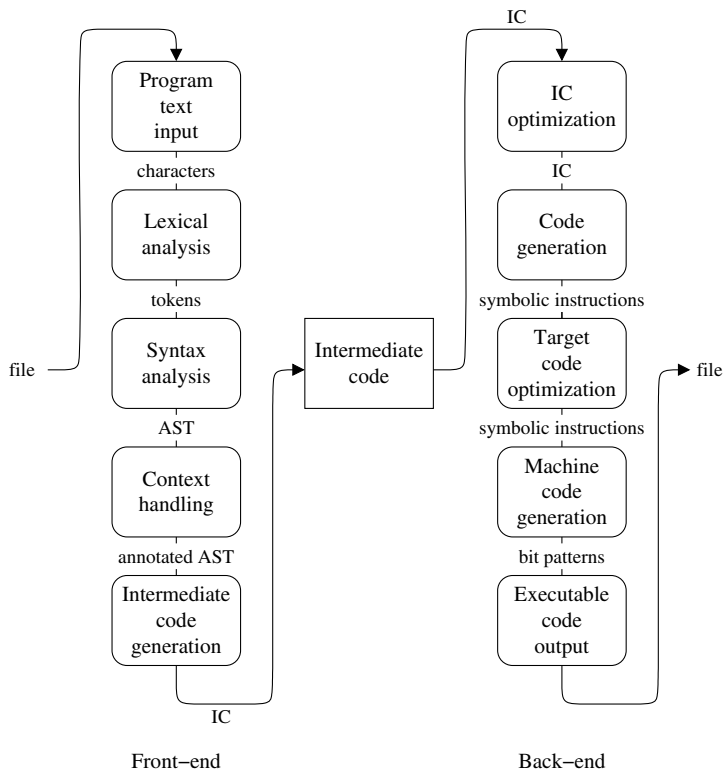 file
Program
text
input
characters
Lexical
analysis
tokens
Syntax
analysis
AST
Context
handling
annotated AST
Intermediate
code
generation
IC
Front−end
Intermediate
code
IC
IC
optimization
IC
Code
generation
symbolic instructions
Target
code
optimization
symbolic instructions
Machine
code
generation
bit patterns
Executable
code
output
file
Back−end